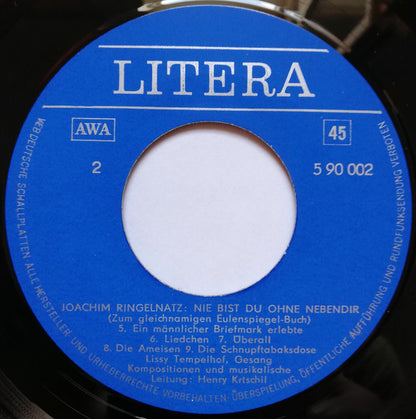 LITERA
AWA
45
2
5 90 002
JOACHIM RINGELNATZ: NIE BIST DU OHNE NEBENDIR
(Zum gleichnamigen Eulenspiegel-Buch)
5. Ein männlicher Briefmark erlebte
6. Liedchen 7. Überall
8. Die Ameisen 9. Die Schnupftabaksdose
Lissy Tempelhof, Gesang
Kompositionen und musikalische
Leitung: Henry Krtschil
VEB DEUTSCHE SCHALLPLATTEN ALLE HERSTELLER- UND URHEBERRECHTE VORBEHALTEN · ÜBERSPIELUNG, ÖFFENTLICHE AUFFÜHRUNG UND RUNDFUNKSENDUNG VERBOTEN